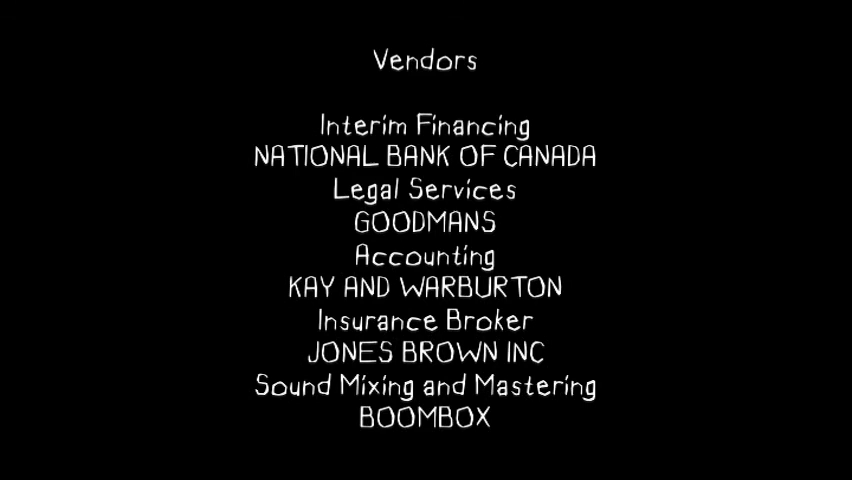 Vendors
Interim Financing
NATIONAL BANK OF CANADA
Legal Services
GOODMANS
Accounting
KAY AND WARBURTON
Insurance Broker
JONES BROWN INC
Sound Mixing and Mastering
BOOMBOX